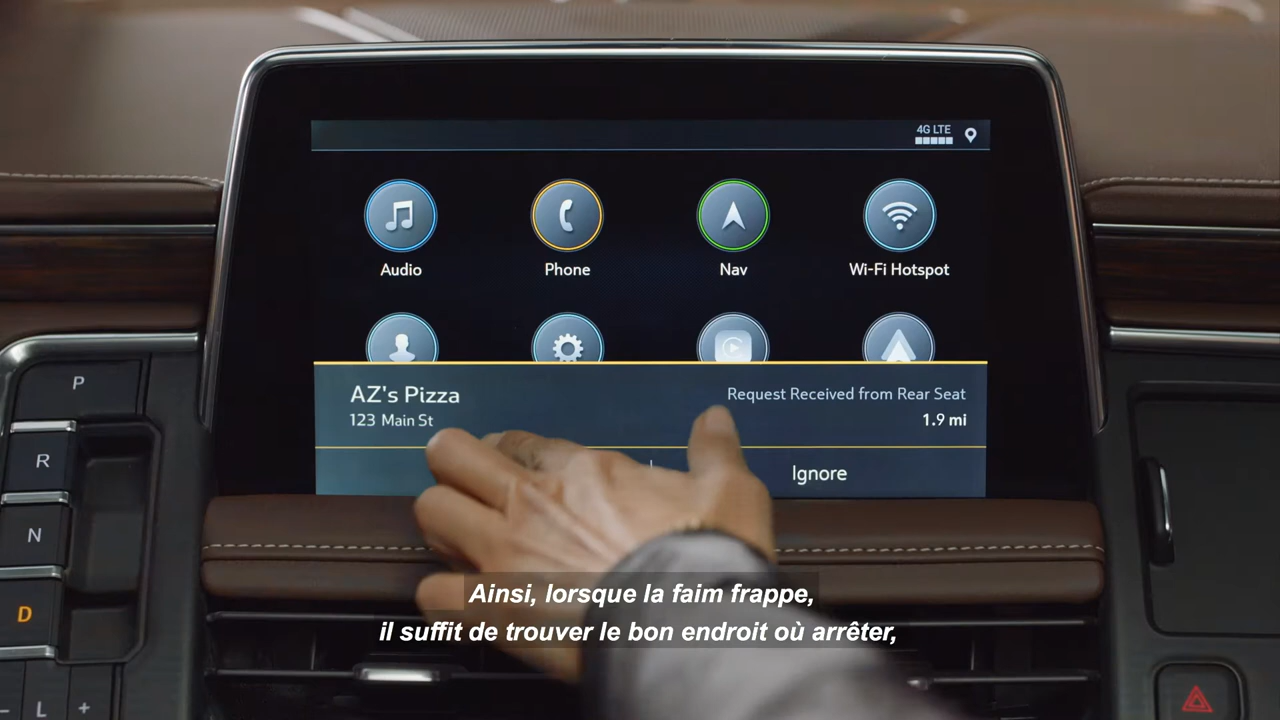 4G LTE
Audio
Phone
Nav
Wi-Fi Hotspot
AZ's Pizza
Request Received from Rear Seat
123 Main St
1.9 mi
Ignore
P
R
N
D
L +
Ainsi, lorsque la faim frappe,
il suffit de trouver le bon endroit où arrêter,